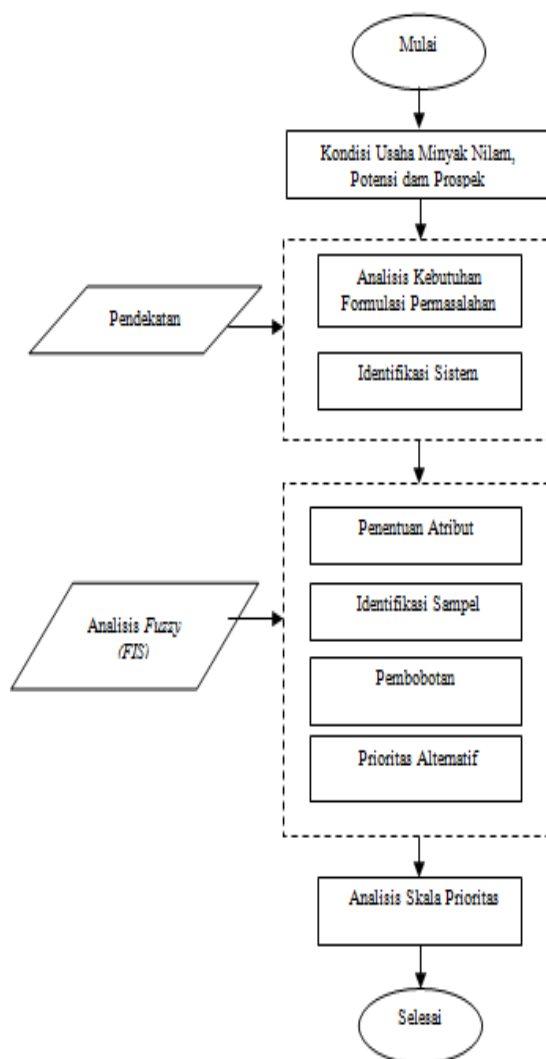 Mulai
Kondisi Usaha Minyak Nilam,
Potensi dam Prospek
Analisis Kebutuhan
Formulasi Permasalahan
Pendekatan
Identifikasi Sistem
Penentuan Atribut
Identifikasi Sampel
Analisis Fuzzy
(FIS)
Pembobotan
Prioritas Alternatif
Analisis Skala Prioritas
Selesai